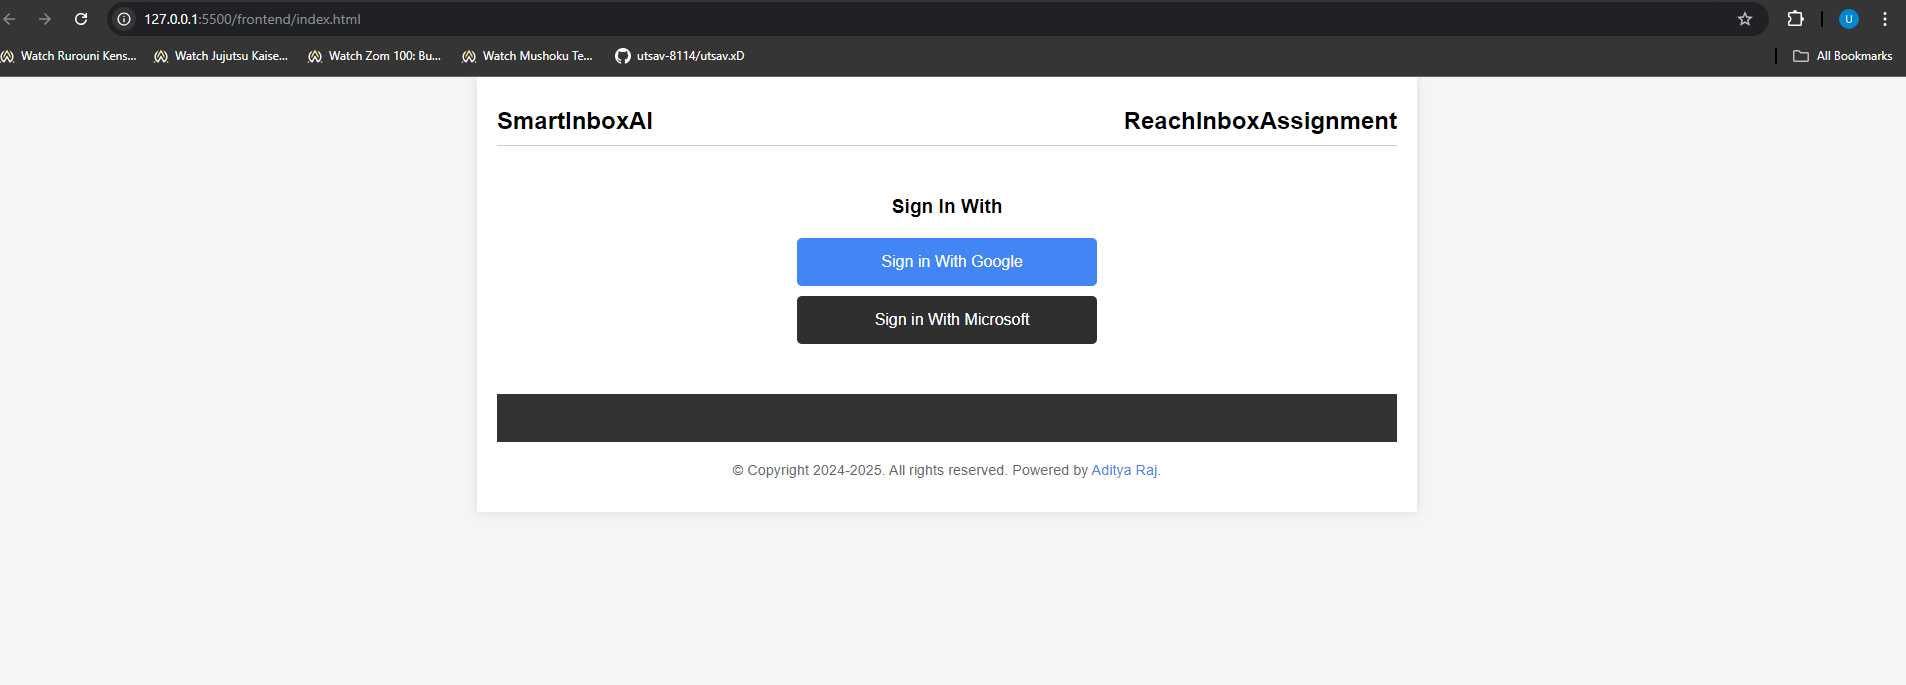 127.0.0.1:5500/frontend/index.html
U
Watch Rurouni Kens...
Watch Jujutsu Kaise...
Watch Zom 100: Bu...
Watch Mushoku Te...
utsav-8114/utsav.xD
All Bookmarks
SmartInboxAI
ReachInboxAssignment
Sign In With
Sign in With Google
Sign in With Microsoft
© Copyright 2024-2025. All rights reserved. Powered by Aditya Raj.